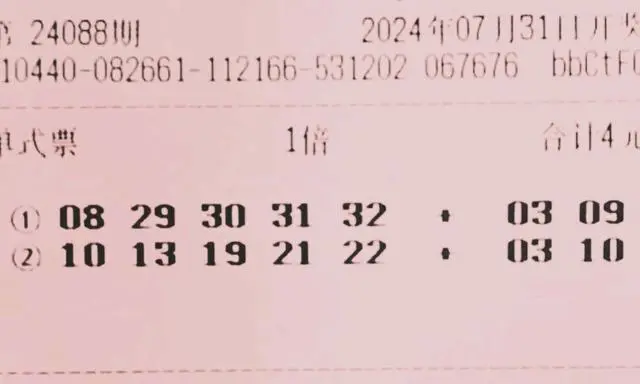 24088期 2024年07月31日开奖
10440-082661-112166-531202 067676 bbCtF
单式票 1倍 合计4元
① 08 29 30 31 32 + 03 09
② 10 13 19 21 22 + 03 10